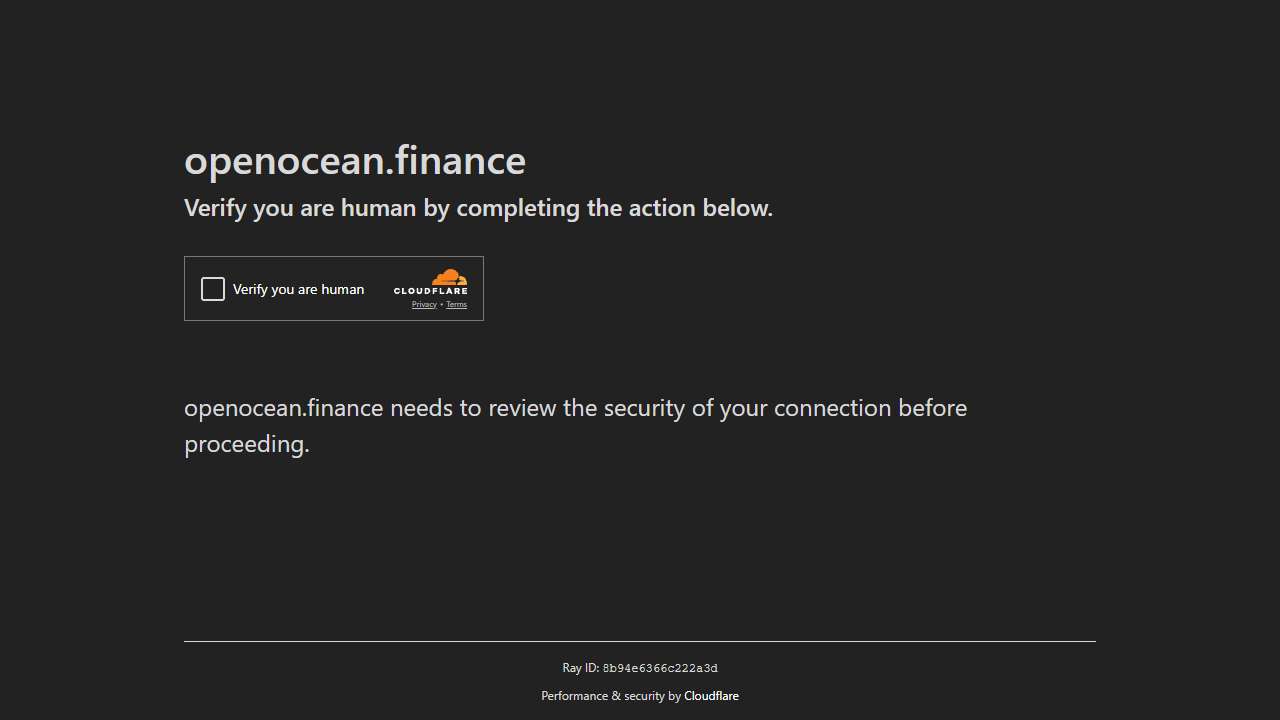 openocean.finance
Verify you are human by completing the action below.
Verify you are human
CLOUDFLARE
Privacy • Terms
openocean.finance needs to review the security of your connection before
proceeding.
Ray ID: 8b94e6366c222a3d
Performance & security by Cloudflare